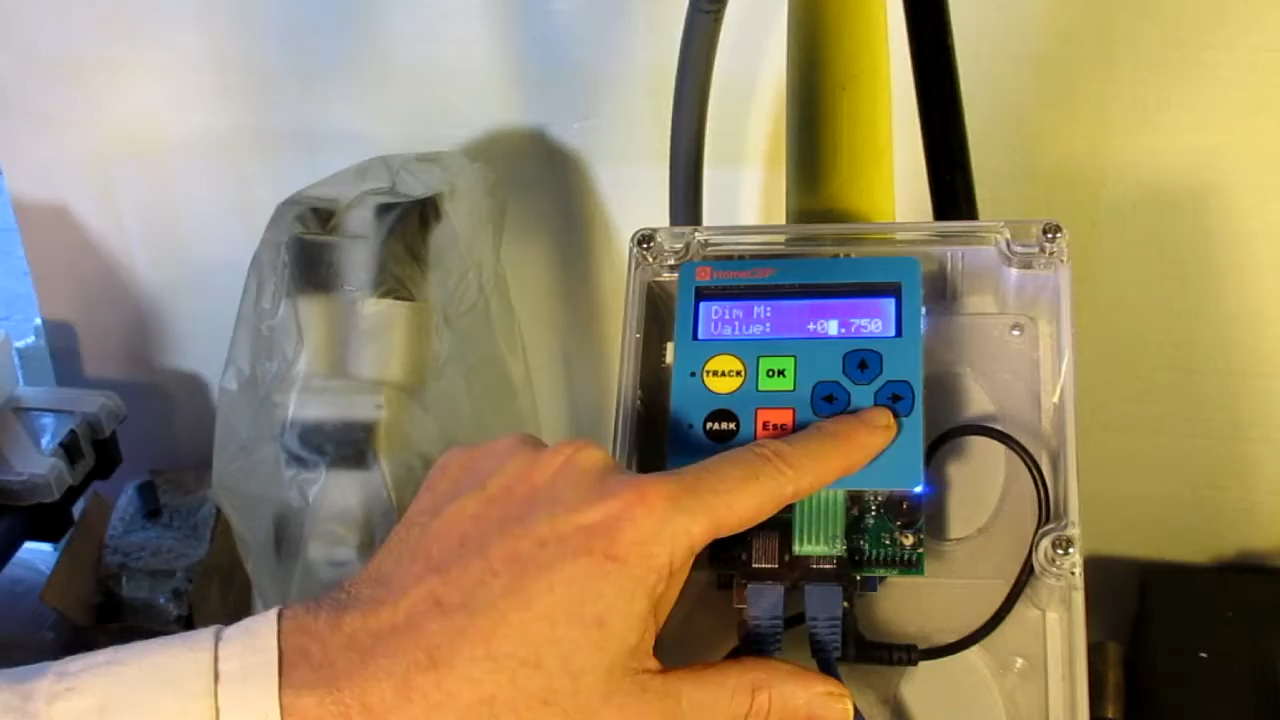 HomeCSP
Dim M:
Value: +0█.750
TRACK
OK
PARK
Esc